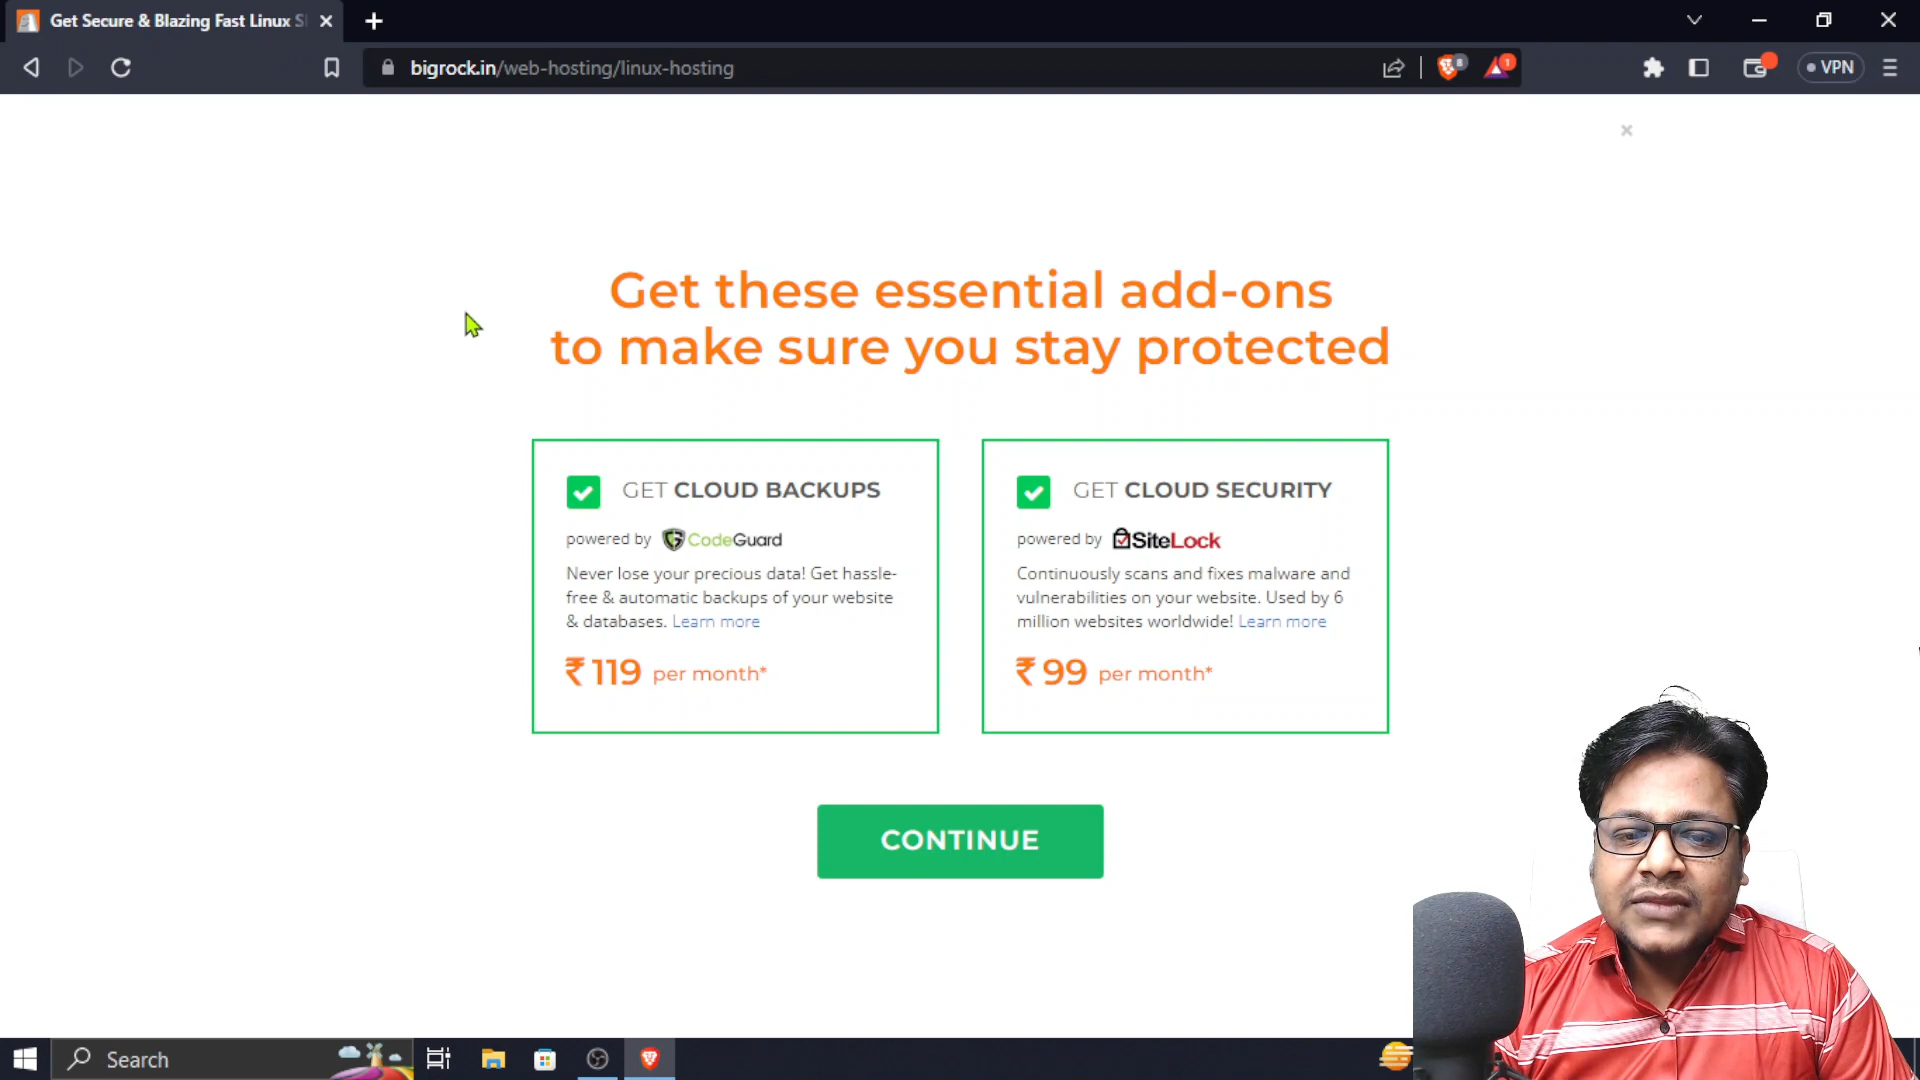 Get Secure & Blazing Fast Linux S
bigrock.in/web-hosting/linux-hosting
8
1
VPN
Get these essential add-ons
to make sure you stay protected
GET CLOUD BACKUPS
powered by CodeGuard
Never lose your precious data! Get hassle-
free & automatic backups of your website
& databases. Learn more
₹119 per month*
GET CLOUD SECURITY
powered by SiteLock
Continuously scans and fixes malware and
vulnerabilities on your website. Used by 6
million websites worldwide! Learn more
₹99 per month*
CONTINUE
Search